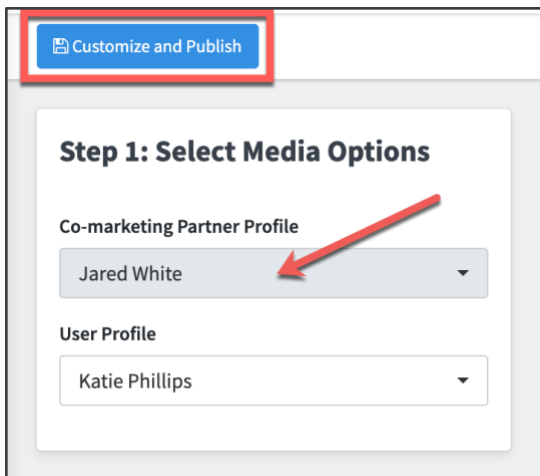 Customize and Publish
Step 1: Select Media Options
Co-marketing Partner Profile
Jared White
User Profile
Katie Phillips